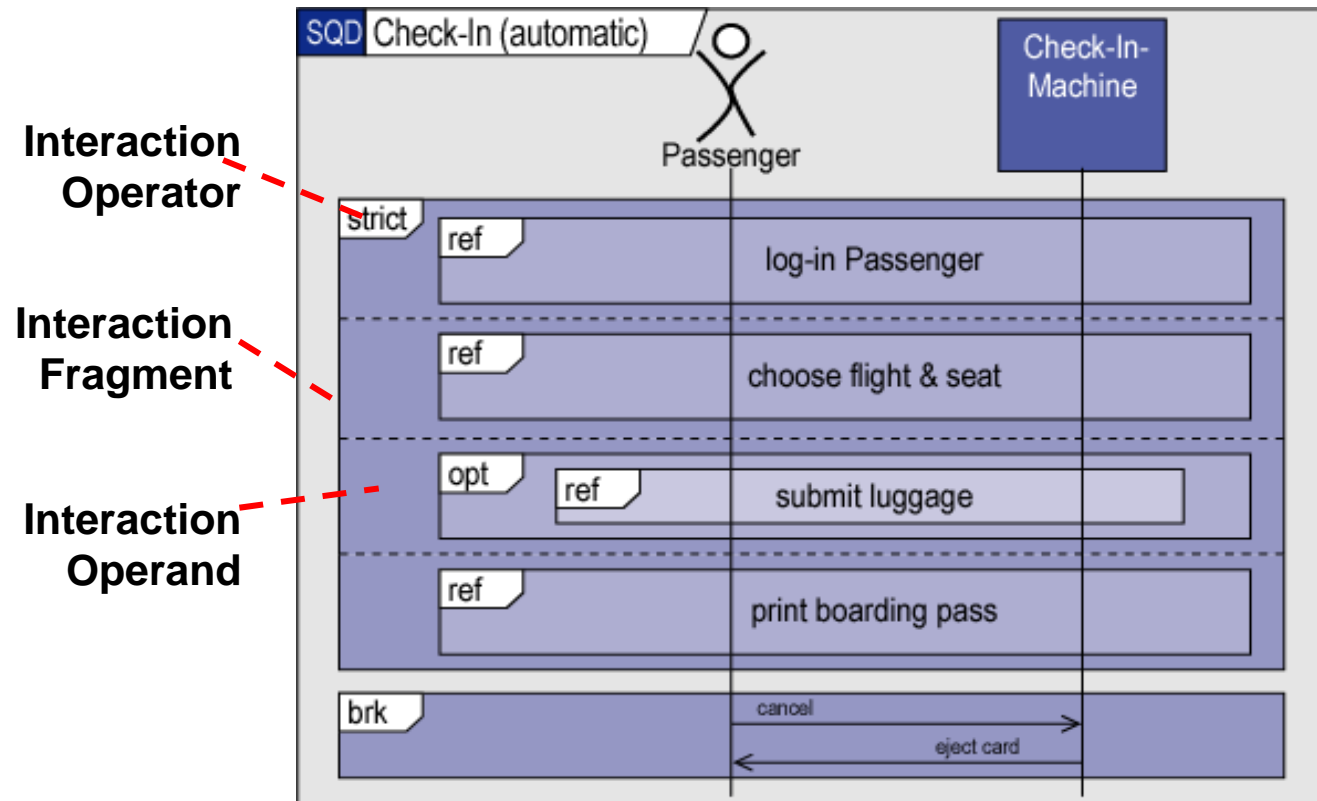 SQD Check-In (automatic)
Check-In-
Machine
Passenger
Interaction
Operator
strict
ref
log-in Passenger
Interaction
Fragment
ref
choose flight & seat
opt
ref
submit luggage
Interaction
Operand
ref
print boarding pass
brk
cancel
eject card